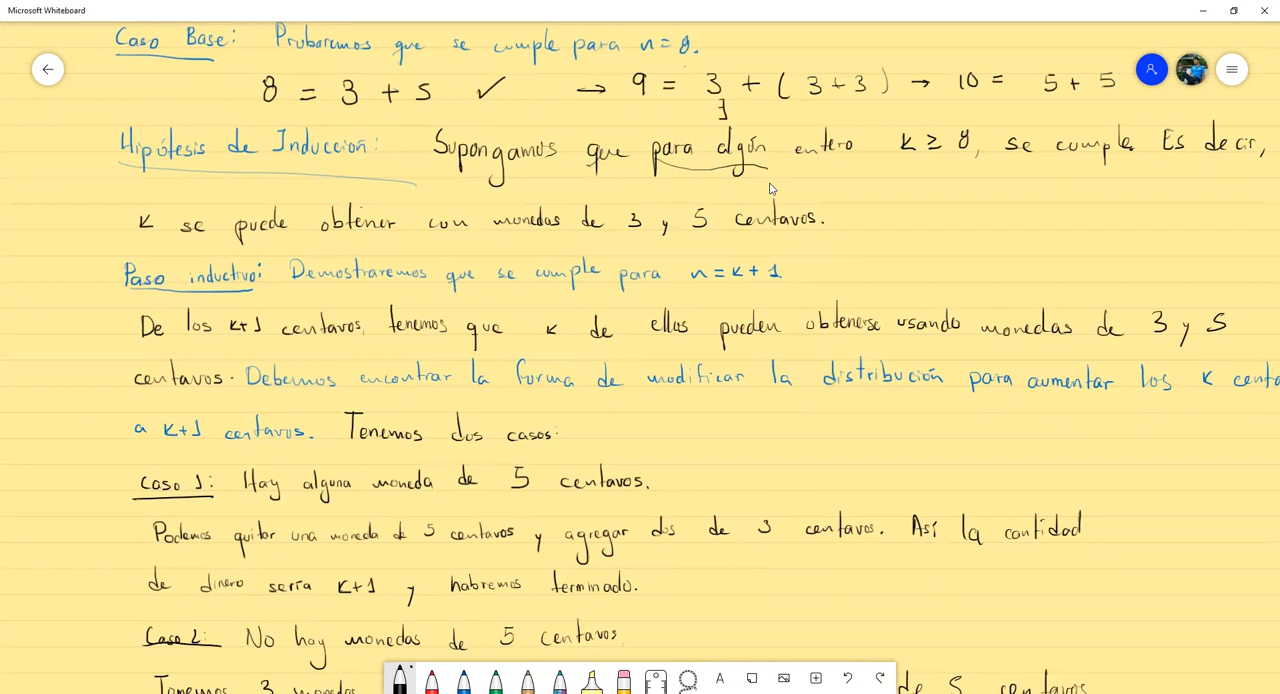 Microsoft Whiteboard
Caso Base: Probaremos que se cumple para n = 8.
8 = 3 + 5 ✓ → 9 = 3 + ( 3 + 3 ) → 10 = 5 + 5
Hipótesis de Inducción: Supongamos que para algún entero k ≥ 8, se cumple. Es decir,
k se puede obtener con monedas de 3 y 5 centavos.
Paso inductivo: Demostraremos que se cumple para n = k + 1
De los k+1 centavos, tenemos que k de ellos pueden obtenerse usando monedas de 3 y 5
centavos. Debemos encontrar la forma de modificar la distribución para aumentar los k centa
a k+1 centavos. Tenemos dos casos:
Caso 1: Hay alguna moneda de 5 centavos.
Podemos quitar una moneda de 5 centavos y agregar dos de 3 centavos. Así la cantidad
de dinero sería k+1 y habremos terminado.
Caso 2: No hay monedas de 5 centavos.
Tomemos 3 monedas de 5 centavos